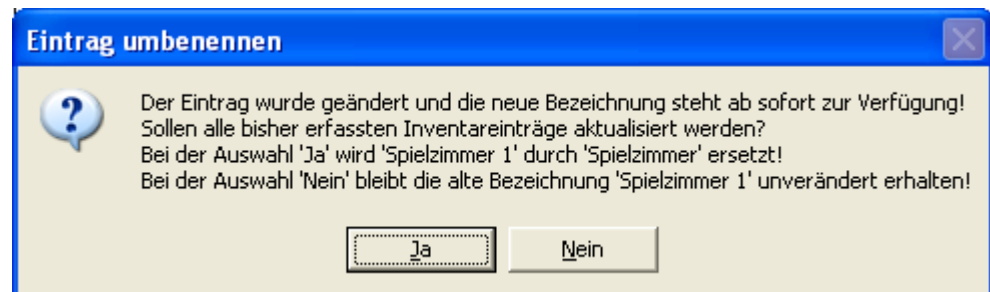 Eintrag umbenennen
Der Eintrag wurde geändert und die neue Bezeichnung steht ab sofort zur Verfügung!
Sollen alle bisher erfassten Inventareinträge aktualisiert werden?
Bei der Auswahl 'Ja' wird 'Spielzimmer 1' durch 'Spielzimmer' ersetzt!
Bei der Auswahl 'Nein' bleibt die alte Bezeichnung 'Spielzimmer 1' unverändert erhalten!
Ja Nein